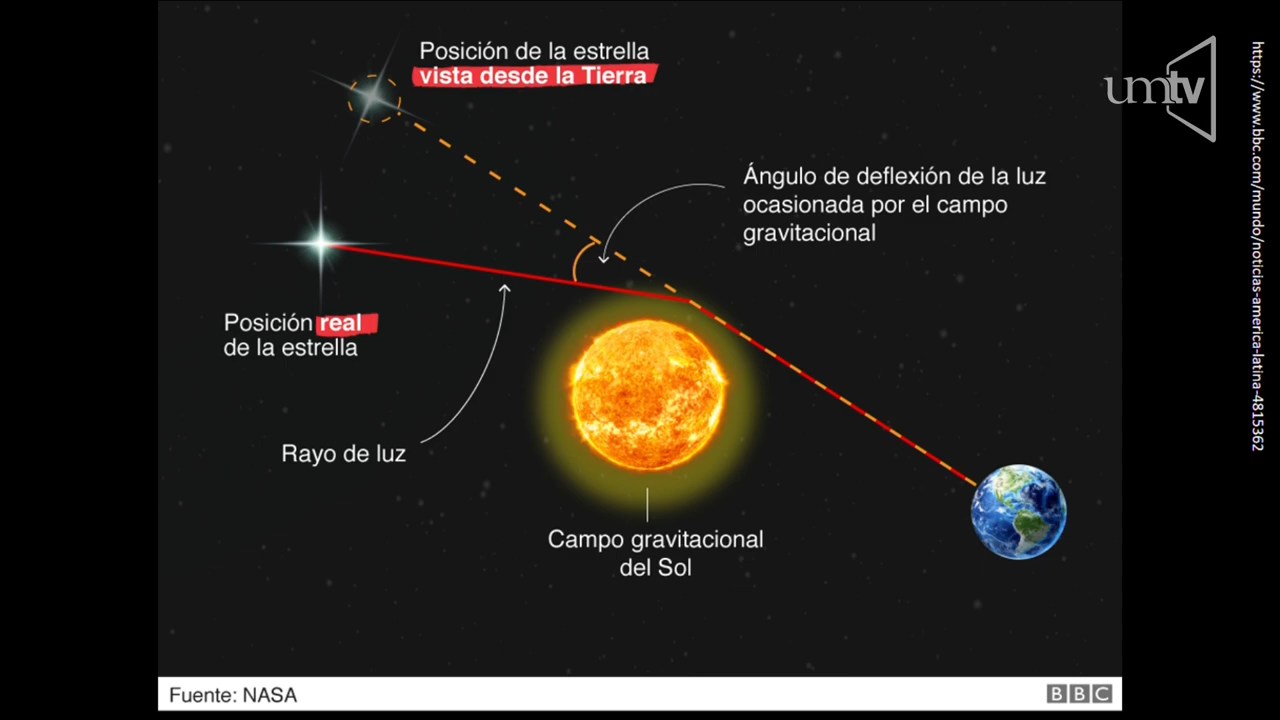 Posición de la estrella
vista desde la Tierra
umtv
Ángulo de deflexión de la luz
ocasionada por el campo
gravitacional
Posición real
de la estrella
Rayo de luz
Campo gravitacional
del Sol
Fuente: NASA
BBC
https://www.bbc.com/mundo/noticias-america-latina-4815362